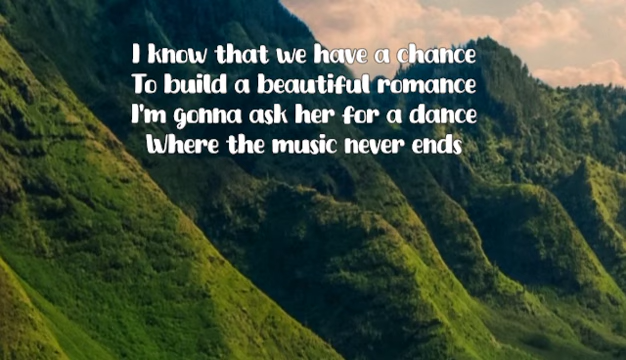 I know that we have a chance
To build a beautiful romance
I'm gonna ask her for a dance
Where the music never ends